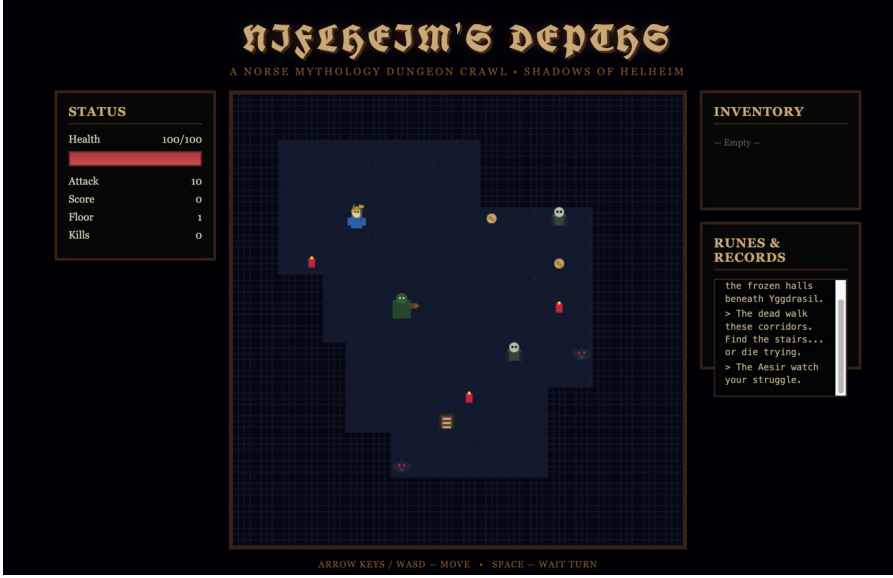 NIFLHEIM'S DEPTHS
A NORSE MYTHOLOGY DUNGEON CRAWL • SHADOWS OF HELHEIM
STATUS
Health 100/100
Attack 10
Score 0
Floor 1
Kills 0
INVENTORY
— Empty —
RUNES &
RECORDS
the frozen halls
beneath Yggdrasil.
> The dead walk
these corridors.
Find the stairs...
or die trying.
> The Aesir watch
your struggle.
ARROW KEYS / WASD — MOVE • SPACE — WAIT TURN